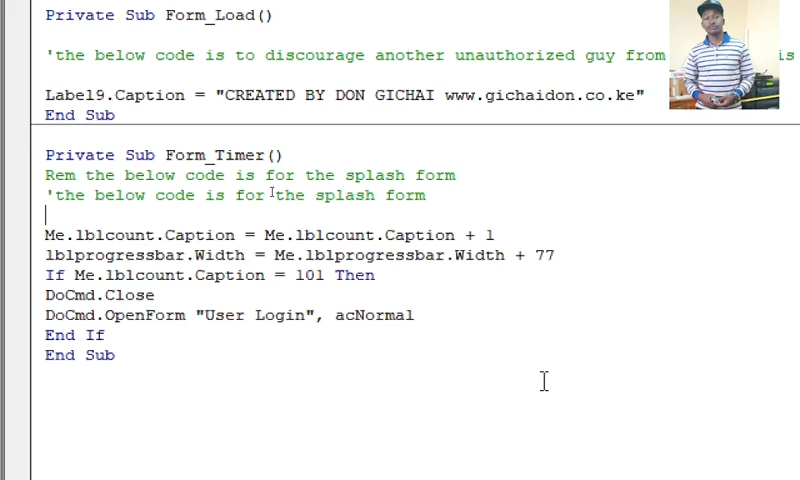 Private Sub Form_Load()
'the below code is to discourage another unauthorized guy from is
Label9.Caption = "CREATED BY DON GICHAI www.gichaidon.co.ke"
End Sub
Private Sub Form_Timer()
Rem the below code is for the splash form
'the below code is for the splash form
Me.lblcount.Caption = Me.lblcount.Caption + 1
lblprogressbar.Width = Me.lblprogressbar.Width + 77
If Me.lblcount.Caption = 101 Then
DoCmd.Close
DoCmd.OpenForm "User Login", acNormal
End If
End Sub